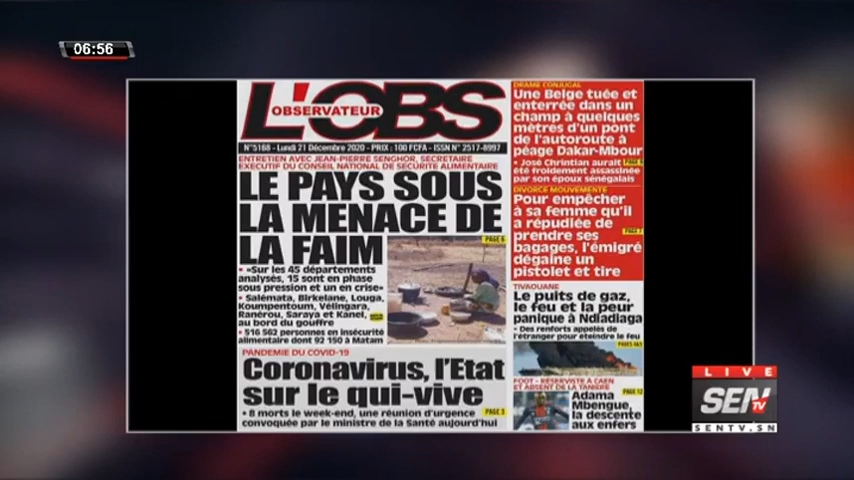 06:56
L'OBS
OBSERVATEUR
N°5168 - Lundi 21 Décembre 2020 - PRIX : 100 FCFA - ISSN N° 2517-8997
ENTRETIEN AVEC JEAN-PIERRE SENGHOR, SECRETAIRE
EXECUTIF DU CONSEIL NATIONAL DE SECURITE ALIMENTAIRE
LE PAYS SOUS
LA MENACE DE
LA FAIM
PAGE 6
• «Sur les 45 départements
analysés, 15 sont en phase
sous pression et un en crise»
• Salémata, Birkelane, Louga,
Koumpentoum, Vélingara,
Ranérou, Saraya et Kanel,
au bord du gouffre
• 516 562 personnes en insécurité
alimentaire dont 92 150 à Matam
PANDEMIE DU COVID-19
Coronavirus, l'Etat
sur le qui-vive
• 8 morts le week-end, une réunion d'urgence
convoquée par le ministre de la Santé aujourd'hui
PAGE 3
DRAME CONJUGAL
Une Belge tuée et
enterrée dans un
champ à quelques
mètres d'un pont
de l'autoroute à
péage Dakar-Mbour
• José Christian aurait
été froidement assassinée
par son époux sénégalais
DIVORCE MOUVEMENTE
Pour empêcher
à sa femme qu'il
a répudiée de
prendre ses
bagages, l'émigré
dégaine un
pistolet et tire
PAGE 7
TIVAOUANE
Le puits de gaz,
le feu et la peur
panique à Ndiadiaga
• Des renforts appelés de
l'étranger pour éteindre le feu
PAGES 4&5
FOOT - RÉSERVISTE À CAEN
ET ABSENT DE LA TANIERE
PAGE 12
Adama
Mbengue,
la descente
aux enfers
LIVE
SEN TV
SENTV.SN